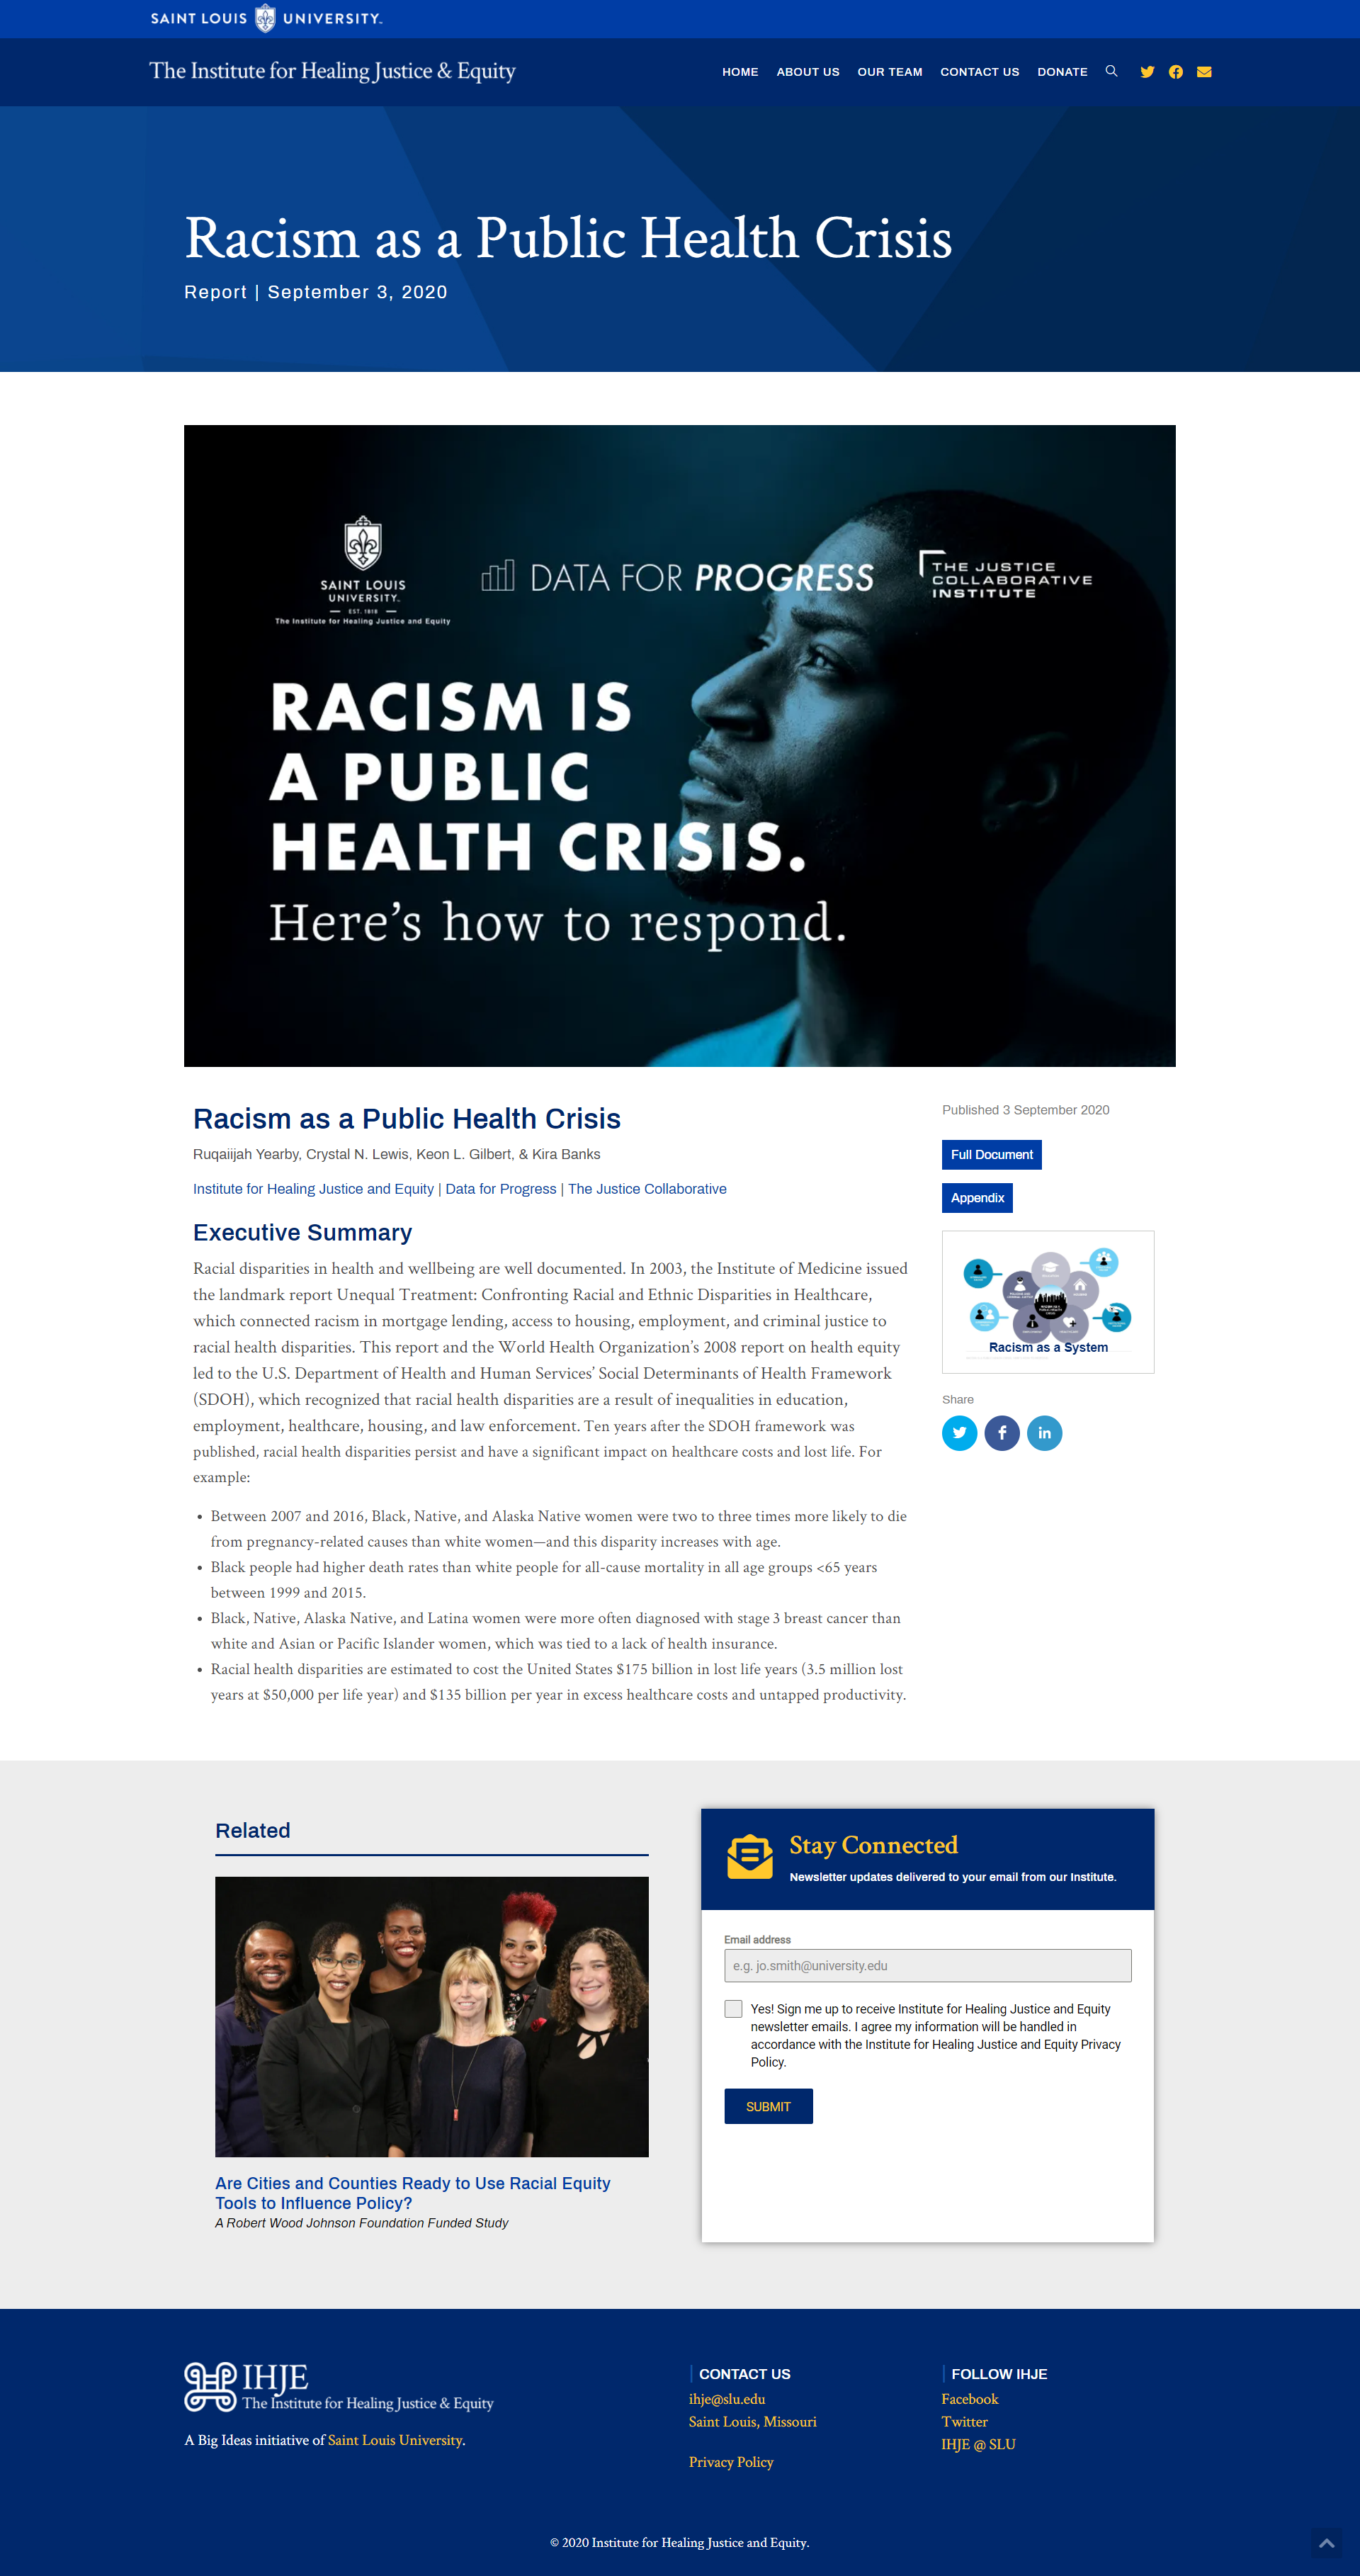 SAINT LOUIS UNIVERSITY™
The Institute for Healing Justice & Equity
HOME ABOUT US OUR TEAM CONTACT US DONATE
Racism as a Public Health Crisis
Report | September 3, 2020
SAINT LOUIS
UNIVERSITY™
EST. 1818
The Institute for Healing Justice and Equity
DATA FOR PROGRESS
THE JUSTICE
COLLABORATIVE
INSTITUTE
RACISM IS
A PUBLIC
HEALTH CRISIS.
Here’s how to respond.
Racism as a Public Health Crisis
Ruqaiijah Yearby, Crystal N. Lewis, Keon L. Gilbert, & Kira Banks
Institute for Healing Justice and Equity | Data for Progress | The Justice Collaborative
Executive Summary
Racial disparities in health and wellbeing are well documented. In 2003, the Institute of Medicine issued
the landmark report Unequal Treatment: Confronting Racial and Ethnic Disparities in Healthcare,
which connected racism in mortgage lending, access to housing, employment, and criminal justice to
racial health disparities. This report and the World Health Organization’s 2008 report on health equity
led to the U.S. Department of Health and Human Services’ Social Determinants of Health Framework
(SDOH), which recognized that racial health disparities are a result of inequalities in education,
employment, healthcare, housing, and law enforcement. Ten years after the SDOH framework was
published, racial health disparities persist and have a significant impact on healthcare costs and lost life. For
example:
• Between 2007 and 2016, Black, Native, and Alaska Native women were two to three times more likely to die
from pregnancy-related causes than white women—and this disparity increases with age.
• Black people had higher death rates than white people for all-cause mortality in all age groups <65 years
between 1999 and 2015.
• Black, Native, Alaska Native, and Latina women were more often diagnosed with stage 3 breast cancer than
white and Asian or Pacific Islander women, which was tied to a lack of health insurance.
• Racial health disparities are estimated to cost the United States $175 billion in lost life years (3.5 million lost
years at $50,000 per life year) and $135 billion per year in excess healthcare costs and untapped productivity.
Published 3 September 2020
Full Document
Appendix
Racism as a System
Share
Related
Are Cities and Counties Ready to Use Racial Equity
Tools to Influence Policy?
A Robert Wood Johnson Foundation Funded Study
Stay Connected
Newsletter updates delivered to your email from our Institute.
Email address
e.g. jo.smith@university.edu
Yes! Sign me up to receive Institute for Healing Justice and Equity
newsletter emails. I agree my information will be handled in
accordance with the Institute for Healing Justice and Equity Privacy
Policy.
SUBMIT
IHJE
The Institute for Healing Justice & Equity
A Big Ideas initiative of Saint Louis University.
CONTACT US
ihje@slu.edu
Saint Louis, Missouri
Privacy Policy
FOLLOW IHJE
Facebook
Twitter
IHJE @ SLU
© 2020 Institute for Healing Justice and Equity.